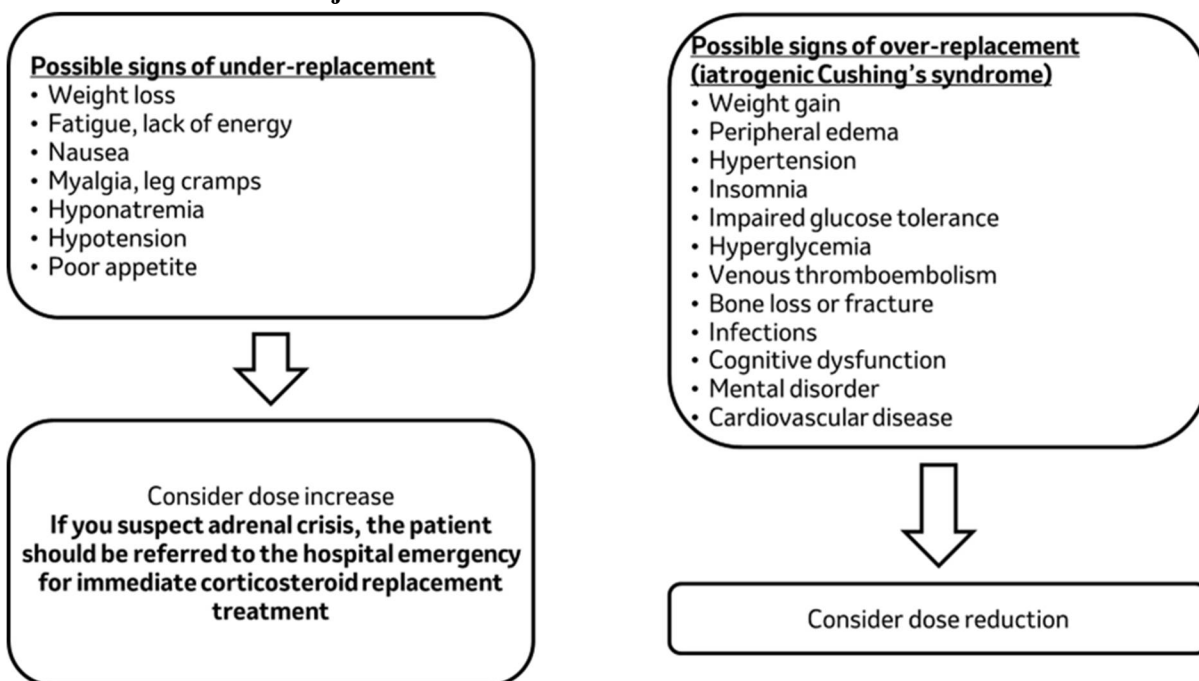 Possible signs of under-replacement
• Weight loss
• Fatigue, lack of energy
• Nausea
• Myalgia, leg cramps
• Hyponatremia
• Hypotension
• Poor appetite
Consider dose increase
If you suspect adrenal crisis, the patient
should be referred to the hospital emergency
for immediate corticosteroid replacement
treatment
Possible signs of over-replacement
(iatrogenic Cushing's syndrome)
• Weight gain
• Peripheral edema
• Hypertension
• Insomnia
• Impaired glucose tolerance
• Hyperglycemia
• Venous thromboembolism
• Bone loss or fracture
• Infections
• Cognitive dysfunction
• Mental disorder
• Cardiovascular disease
Consider dose reduction